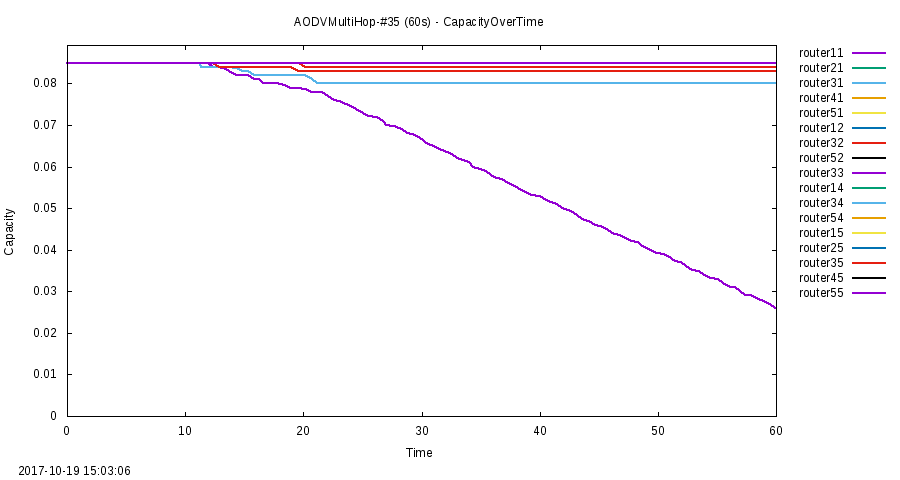 AODVMultiHop-#35 (60s) - CapacityOverTime
router11
router21
router31
router41
router51
router12
router32
router52
router33
router14
router34
router54
router15
router25
router35
router45
router55
Capacity
0.08
0.07
0.06
0.05
0.04
0.03
0.02
0.01
0
0 10 20 30 40 50 60
Time
2017-10-19 15:03:06